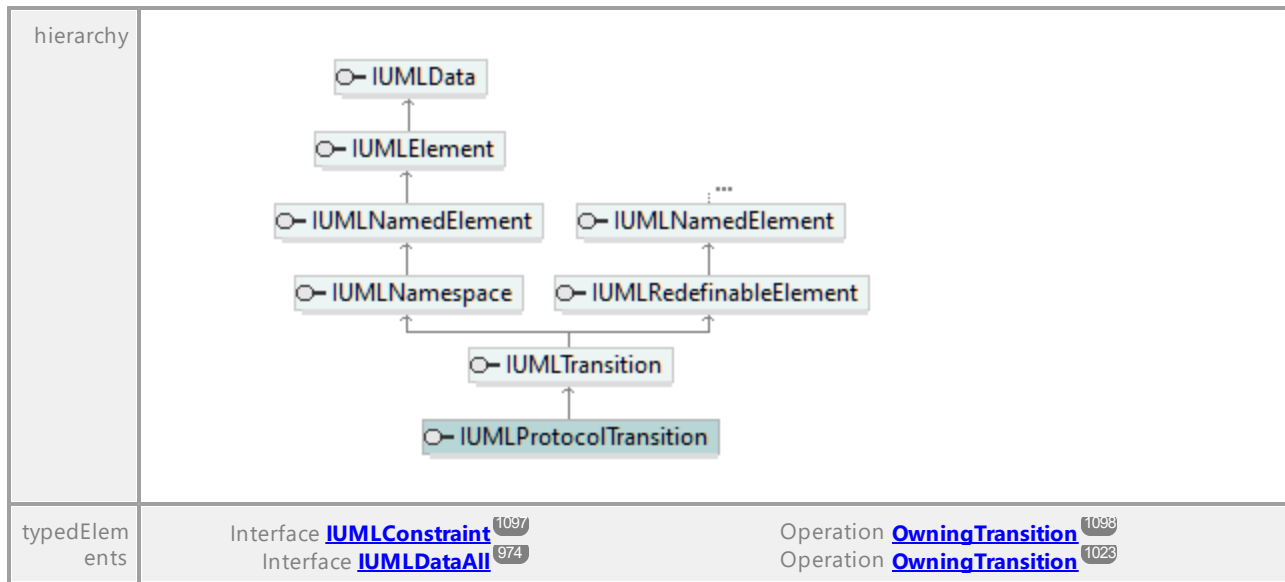 hierarchy
IUMLData
IUMLElement
...
IUMLNamedElement IUMLNamedElement
IUMLNamespace IUMLRedefinableElement
IUMLTransition
IUMLProtocolTransition
typedElem
ents
Interface IUMLConstraint 1097 Operation OwningTransition 1098
Interface IUMLDataAll 974 Operation OwningTransition 1023